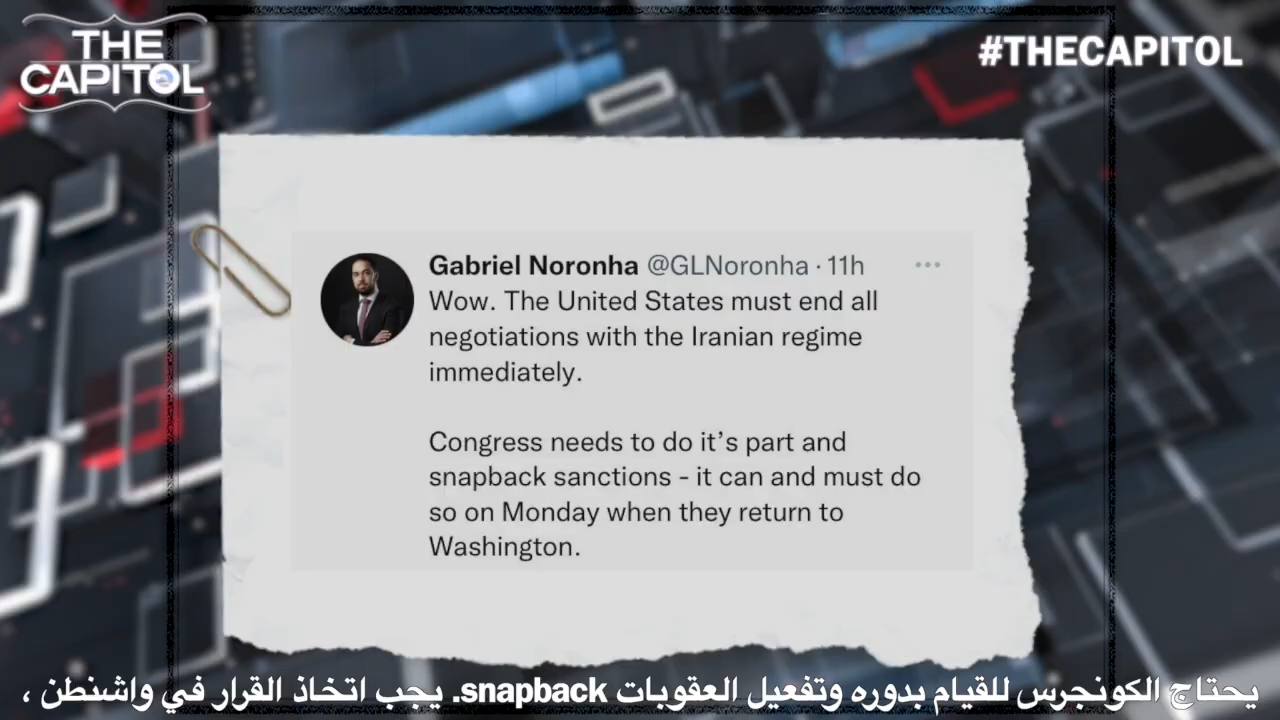 THE
CAPITOL
#THECAPITOL
Gabriel Noronha @GLNoronha · 11h
Wow. The United States must end all
negotiations with the Iranian regime
immediately.
Congress needs to do it’s part and
snapback sanctions - it can and must do
so on Monday when they return to
Washington.
يحتاج الكونجرس للقيام بدوره وتفعيل العقوبات snapback. يجب اتخاذ القرار في واشنطن ،